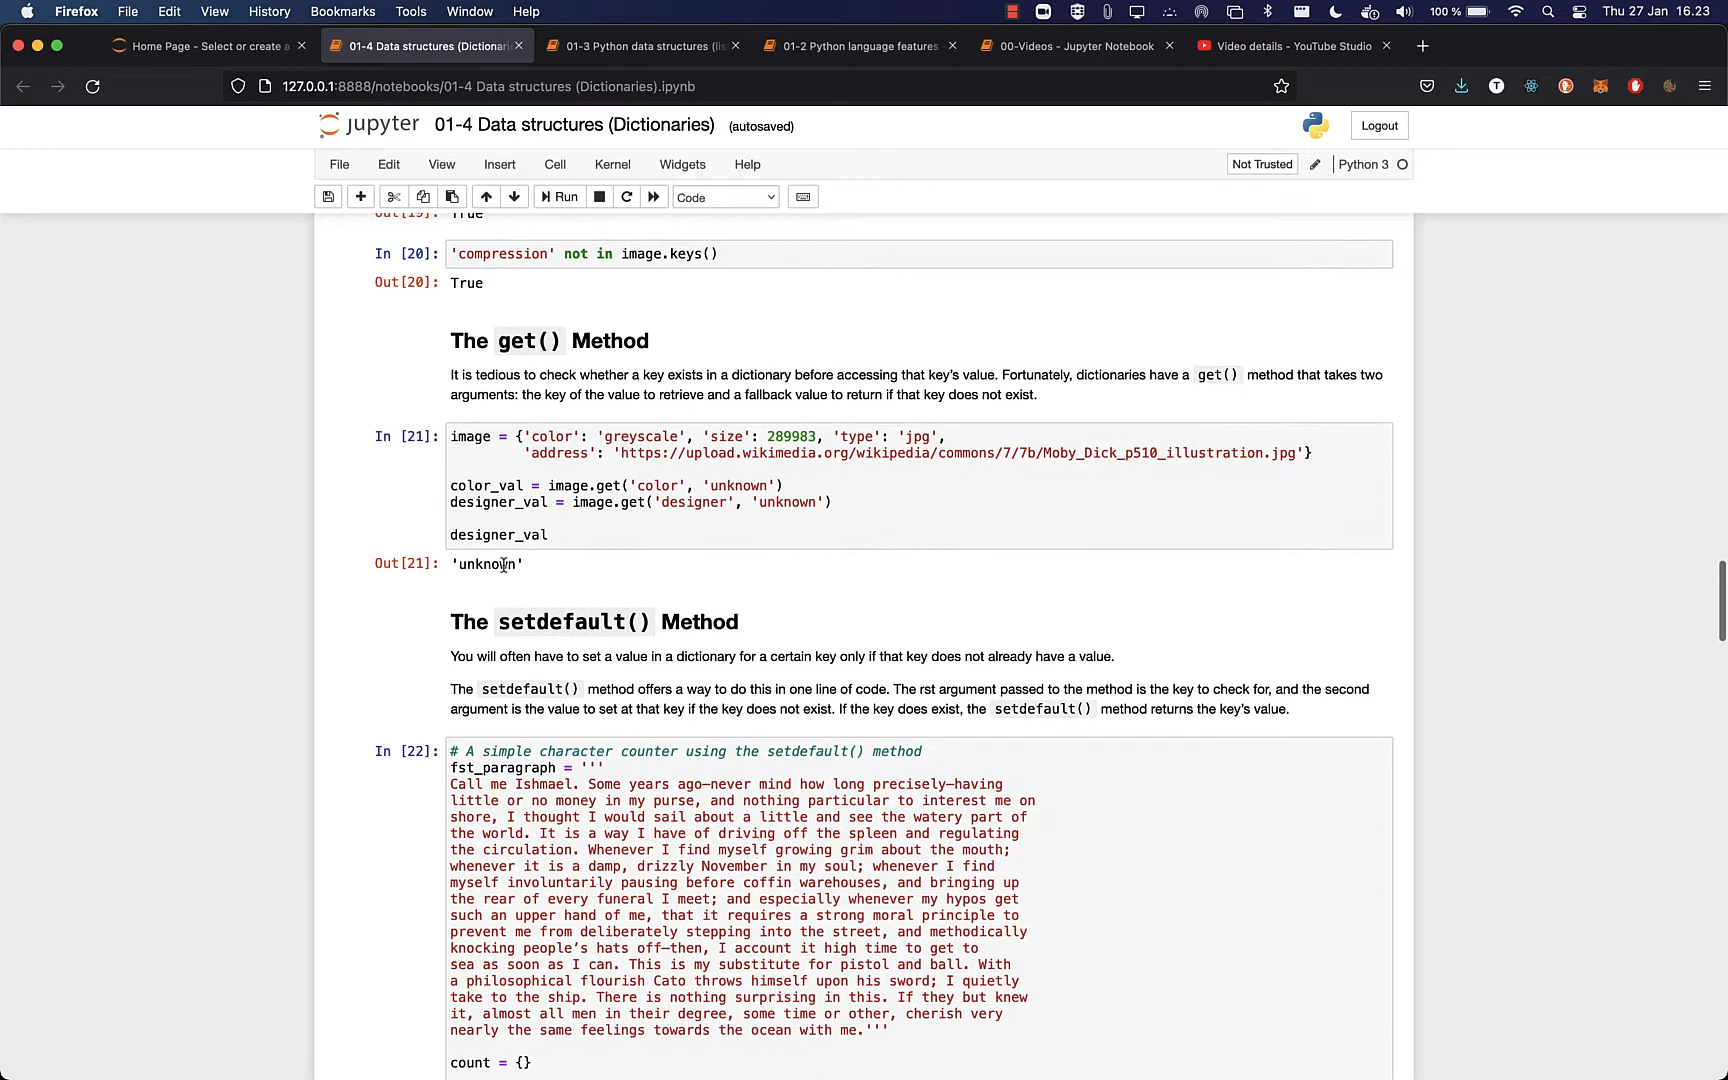 Firefox File Edit View History Bookmarks Tools Window Help 100 % Thu 27 Jan 16.23
Home Page - Select or create a 01-4 Data structures (Dictionar 01-3 Python data structures (lis 01-2 Python language features 00-Videos - Jupyter Notebook Video details - YouTube Studio
127.0.0.1:8888/notebooks/01-4 Data structures (Dictionaries).ipynb
jupyter 01-4 Data structures (Dictionaries) (autosaved) Logout
File Edit View Insert Cell Kernel Widgets Help Not Trusted Python 3
Run Code
Out[19]: True
In [20]: 'compression' not in image.keys()
Out[20]: True
The get() Method
It is tedious to check whether a key exists in a dictionary before accessing that key's value. Fortunately, dictionaries have a get() method that takes two
arguments: the key of the value to retrieve and a fallback value to return if that key does not exist.
In [21]: image = {'color': 'greyscale', 'size': 289983, 'type': 'jpg',
'address': 'https://upload.wikimedia.org/wikipedia/commons/7/7b/Moby_Dick_p510_illustration.jpg'}
color_val = image.get('color', 'unknown')
designer_val = image.get('designer', 'unknown')
designer_val
Out[21]: 'unknown'
The setdefault() Method
You will often have to set a value in a dictionary for a certain key only if that key does not already have a value.
The setdefault() method offers a way to do this in one line of code. The rst argument passed to the method is the key to check for, and the second
argument is the value to set at that key if the key does not exist. If the key does exist, the setdefault() method returns the key's value.
In [22]: # A simple character counter using the setdefault() method
fst_paragraph = '''
Call me Ishmael. Some years ago—never mind how long precisely—having
little or no money in my purse, and nothing particular to interest me on
shore, I thought I would sail about a little and see the watery part of
the world. It is a way I have of driving off the spleen and regulating
the circulation. Whenever I find myself growing grim about the mouth;
whenever it is a damp, drizzly November in my soul; whenever I find
myself involuntarily pausing before coffin warehouses, and bringing up
the rear of every funeral I meet; and especially whenever my hypos get
such an upper hand of me, that it requires a strong moral principle to
prevent me from deliberately stepping into the street, and methodically
knocking people’s hats off—then, I account it high time to get to
sea as soon as I can. This is my substitute for pistol and ball. With
a philosophical flourish Cato throws himself upon his sword; I quietly
take to the ship. There is nothing surprising in this. If they but knew
it, almost all men in their degree, some time or other, cherish very
nearly the same feelings towards the ocean with me.'''
count = {}